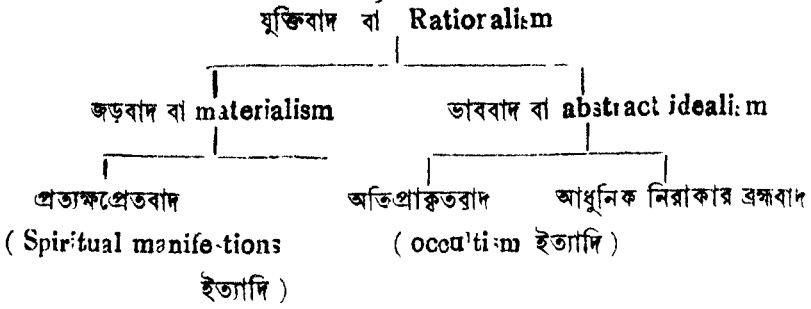 যুক্তিবাদ বা Rationalism
জড়বাদ বা materialism ভাববাদ বা abstract idealism
প্রত্যক্ষপ্রেতবাদ অতিপ্রাকৃতবাদ আধুনিক নিরাকার ব্রহ্মবাদ
( Spiritual manifestions ( occultism ইত্যাদি )
ইত্যাদি )